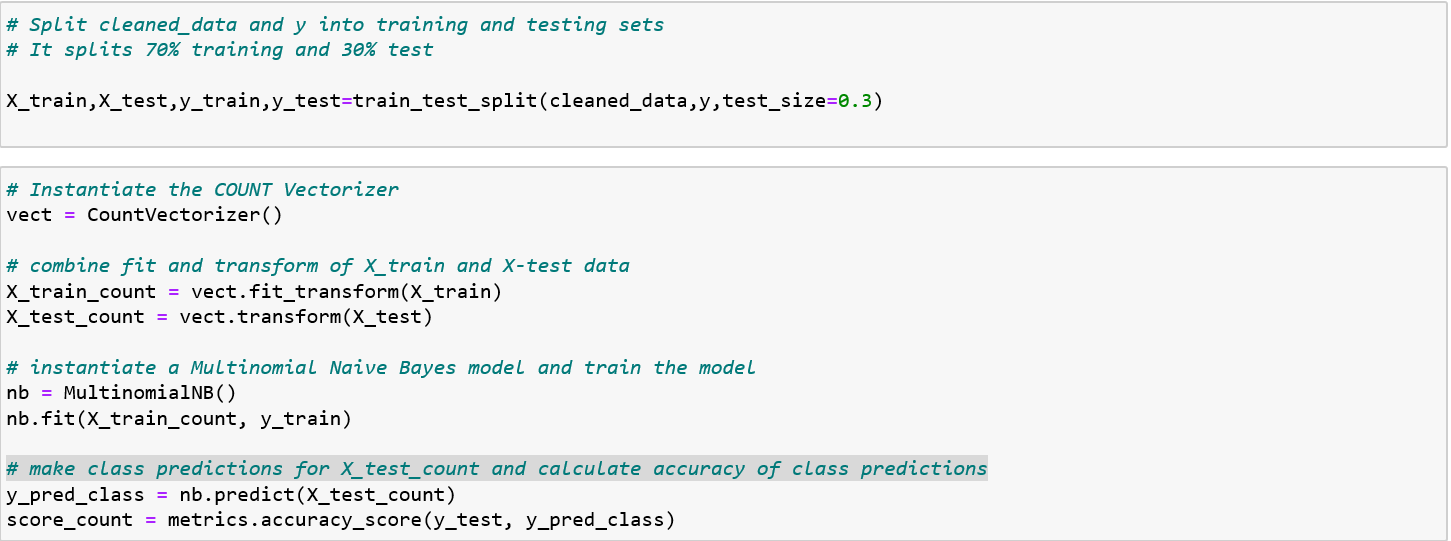 # Split cleaned_data and y into training and testing sets
# It splits 70% training and 30% test
X_train,X_test,y_train,y_test=train_test_split(cleaned_data,y,test_size=0.3)
# Instantiate the COUNT Vectorizer
vect = CountVectorizer()
# combine fit and transform of X_train and X-test data
X_train_count = vect.fit_transform(X_train)
X_test_count = vect.transform(X_test)
# instantiate a Multinomial Naive Bayes model and train the model
nb = MultinomialNB()
nb.fit(X_train_count, y_train)
# make class predictions for X_test_count and calculate accuracy of class predictions
y_pred_class = nb.predict(X_test_count)
score_count = metrics.accuracy_score(y_test, y_pred_class)